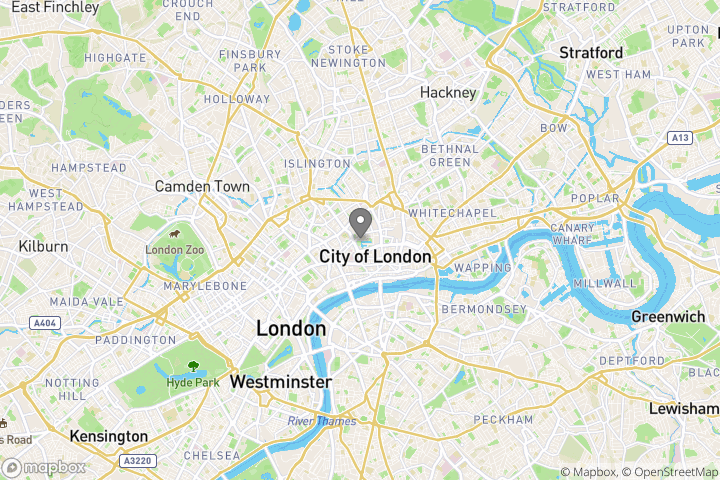 East Finchley
CROUCH
END
STRATFORD
HIGHGATE
FINSBURY
PARK
STOKE
NEWINGTON
Stratford
UPTON
PARK
WEST HAM
HOLLOWAY
Hackney
BOW
A13
BETHNAL
GREEN
ISLINGTON
HAMPSTEAD
Camden Town
WEST
HAMPSTEAD
POPLAR
WHITECHAPEL
CANARY
WHARF
Kilburn
London Zoo
City of London
WAPPING
MARYLEBONE
MILLWALL
MAIDA VALE
BERMONDSEY
Greenwich
A404
London
PADDINGTON
DEPTFORD
Hyde Park
Westminster
NOTTING
HILL
Lewisham
River Thames
PECKHAM
Kensington
s Road
CHELSEA
A3220
mapbox
© Mapbox, © OpenStreetMap